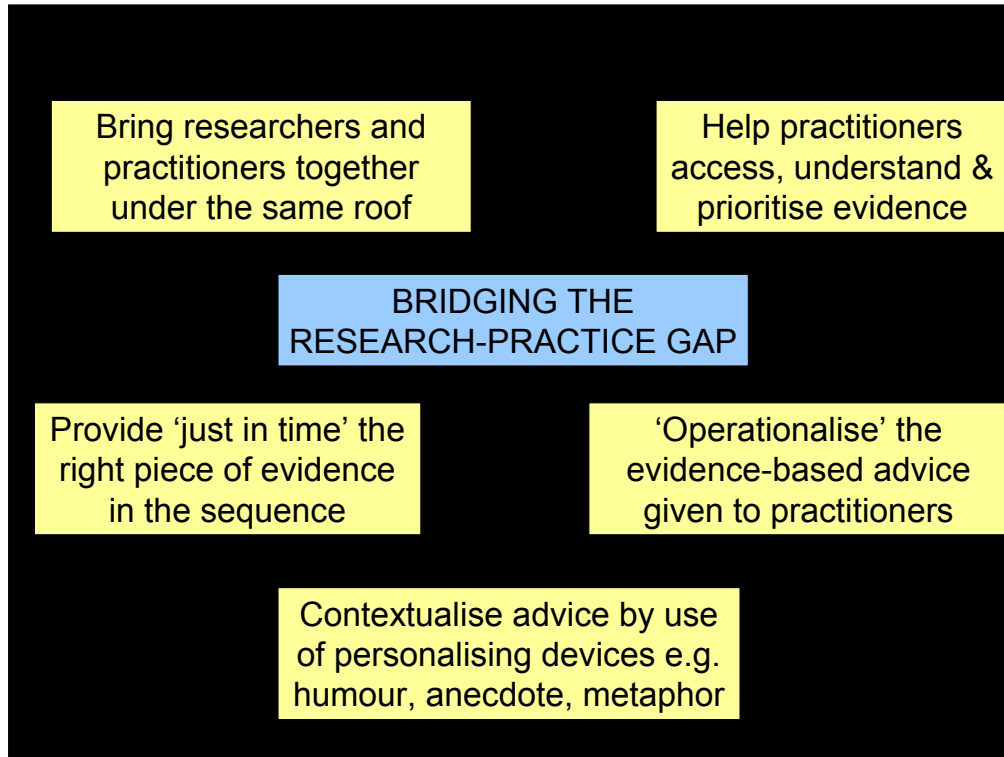 Bring researchers and
practitioners together
under the same roof
Help practitioners
access, understand &
prioritise evidence
BRIDGING THE
RESEARCH-PRACTICE GAP
Provide ‘just in time’ the
right piece of evidence
in the sequence
‘Operationalise’ the
evidence-based advice
given to practitioners
Contextualise advice by use
of personalising devices e.g.
humour, anecdote, metaphor